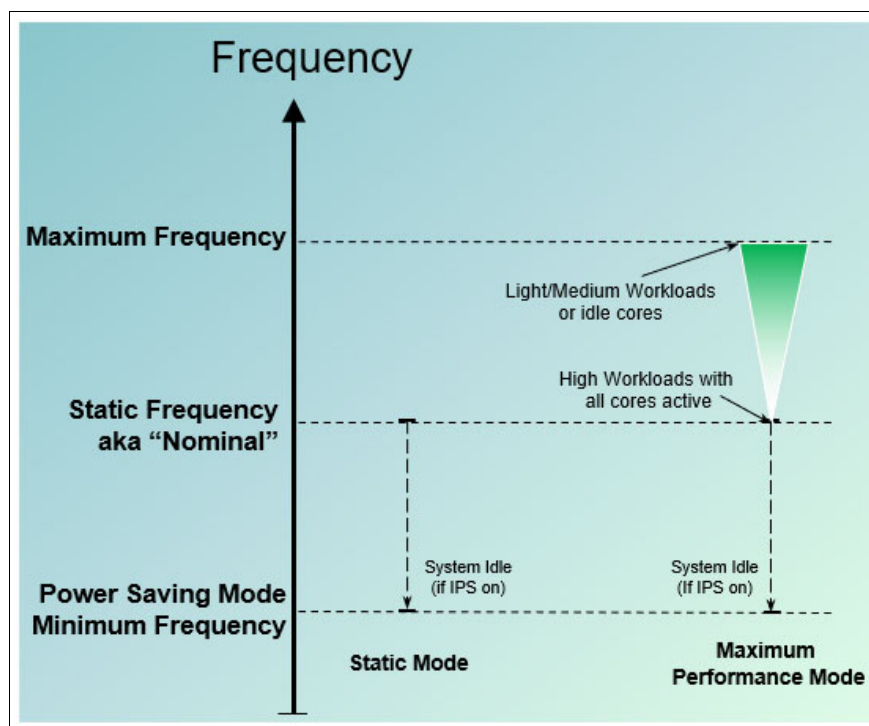 Frequency
Maximum Frequency
Light/Medium Workloads
or idle cores
High Workloads with
all cores active
Static Frequency
aka “Nominal”
System Idle
(if IPS on)
System Idle
(If IPS on)
Power Saving Mode
Minimum Frequency
Static Mode
Maximum
Performance Mode